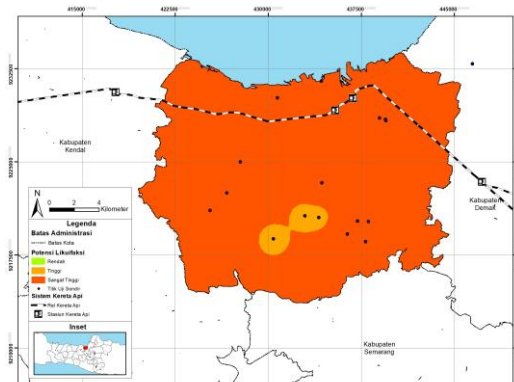 415000 422500 430000 437500 445000
9232500
9225000
9217500
9210000
Kabupaten
Kendal
Kabupaten
Demak
Kabupaten
Semarang
N
0 2 4
Kilometer
Legenda
Batas Administrasi
Batas Kota
Potensi Likuifaksi
Rendah
Tinggi
Sangat Tinggi
Titik Uji Sondir
Sistem Kereta Api
Rel Kereta Api
Stasiun Kereta Api
Inset